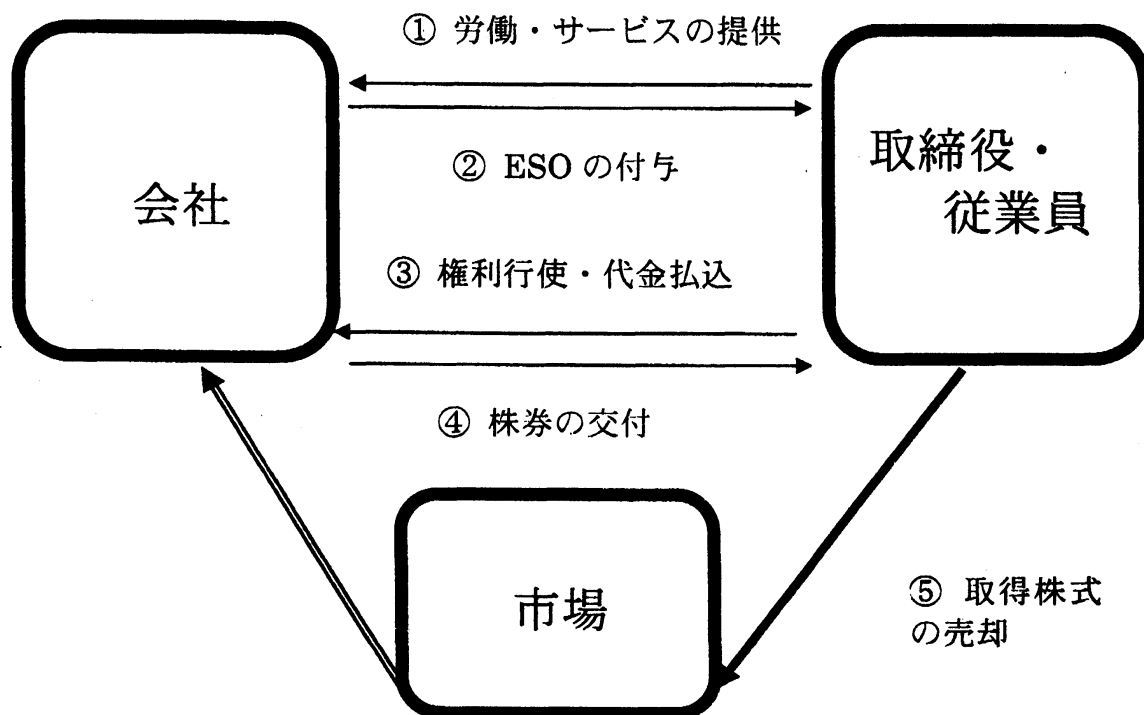 ① 労働・サービスの提供
会社
取締役・
従業員
② ESO の付与
③ 権利行使・代金払込
④ 株券の交付
市場
⑤ 取得株式
の売却